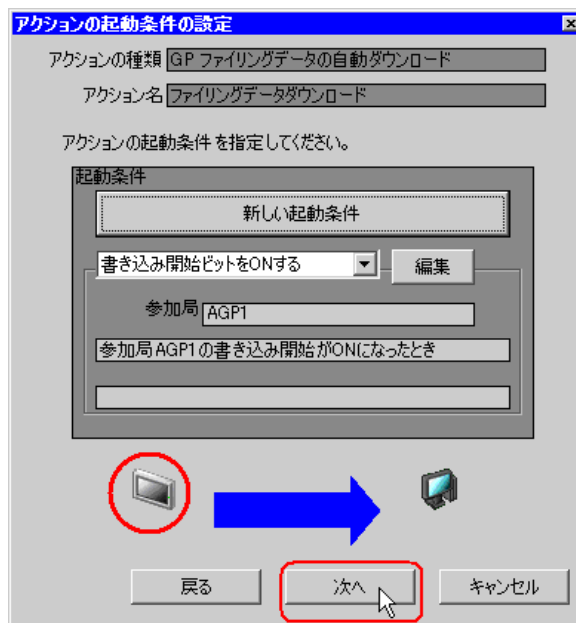 アクションの起動条件の設定
アクションの種類 GP ファイリングデータの自動ダウンロード
アクション名 ファイリングデータダウンロード
アクションの起動条件 を指定してください。
起動条件
新しい起動条件
書き込み開始ビットをONする 編集
参加局 AGP1
参加局AGP1の書き込み開始がONになったとき
戻る 次へ キャンセル